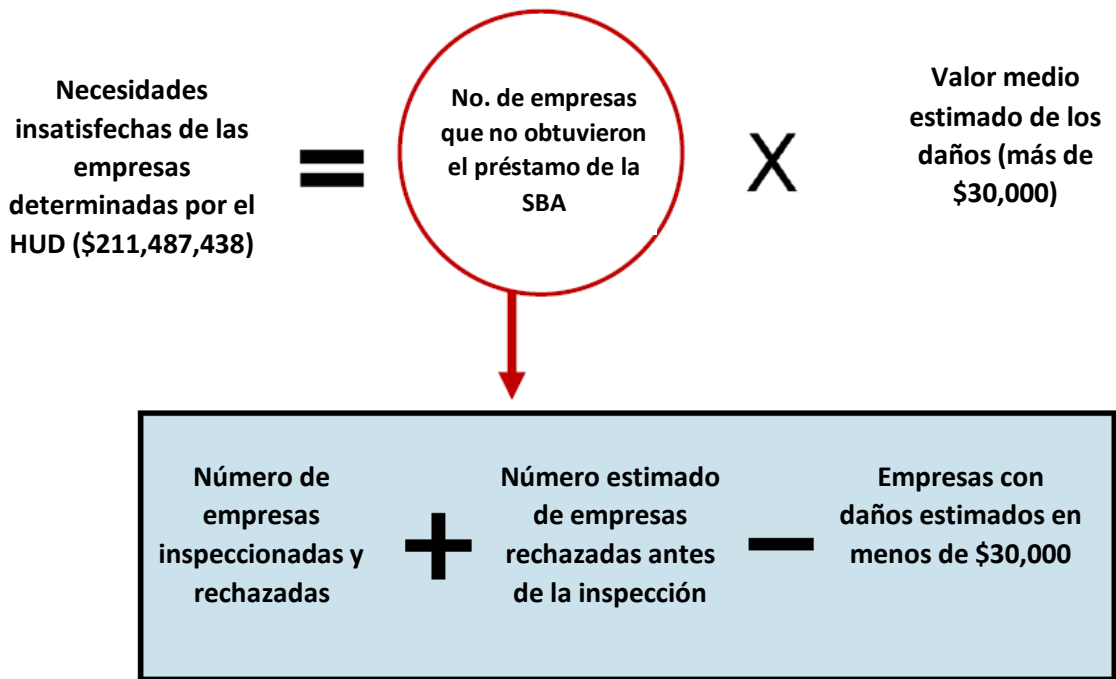 Necesidades
insatisfechas de las
empresas
determinadas por el
HUD ($211,487,438)
=
No. de empresas
que no obtuvieron
el préstamo de la
SBA
X
Valor medio
estimado de los
daños (más de
$30,000)
Número de
empresas
inspeccionadas y
rechazadas
+
Número estimado
de empresas
rechazadas antes
de la inspección
−
Empresas con
daños estimados en
menos de $30,000